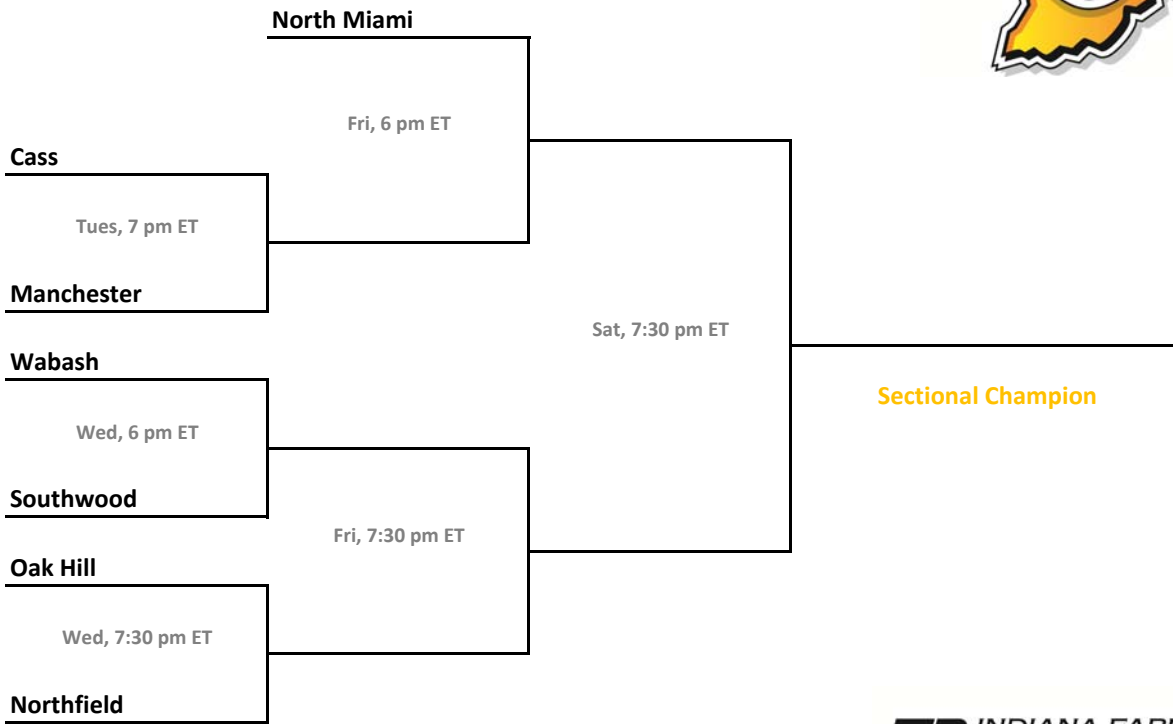 North Miami
Fri, 6 pm ET
Cass
Tues, 7 pm ET
Manchester
Sat, 7:30 pm ET
Wabash
Sectional Champion
Wed, 6 pm ET
Southwood
Fri, 7:30 pm ET
Oak Hill
Wed, 7:30 pm ET
Northfield
INDIANA